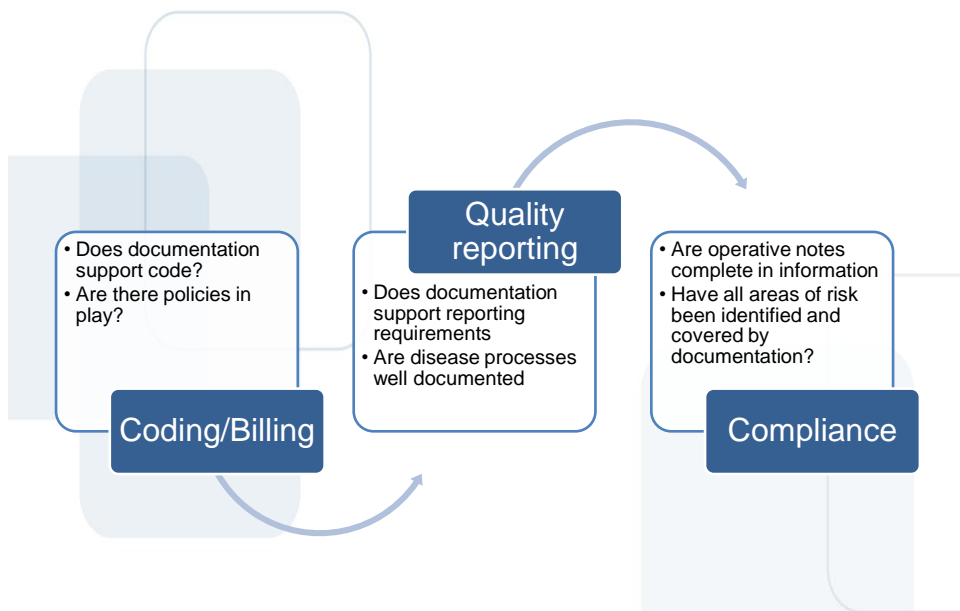 • Does documentation
support code?
• Are there policies in
play?
Coding/Billing
Quality
reporting
• Does documentation
support reporting
requirements
• Are disease processes
well documented
• Are operative notes
complete in information
• Have all areas of risk
been identified and
covered by
documentation?
Compliance